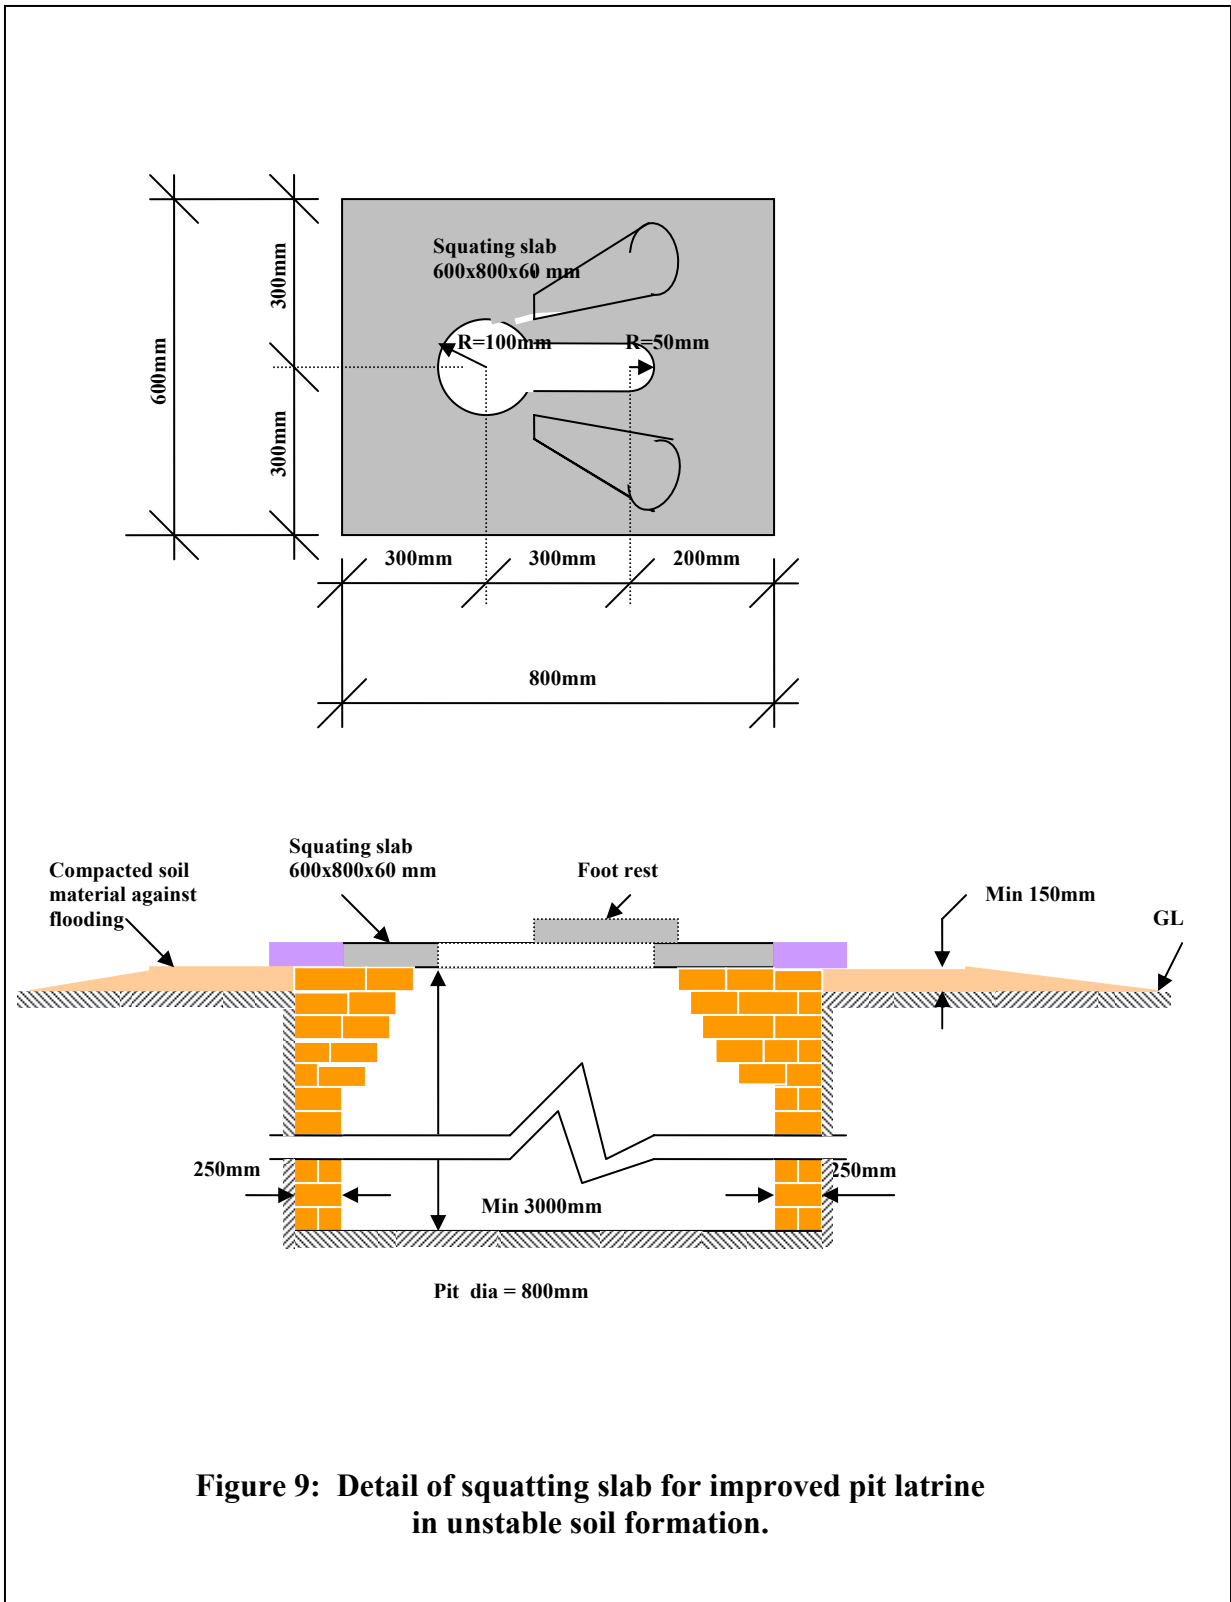 Squating slab
600x800x60 mm
300mm
600mm
300mm
R=100mm
R=50mm
300mm
300mm
200mm
800mm
Squating slab
600x800x60 mm
Compacted soil
material against
flooding
Foot rest
Min 150mm
GL
250mm
250mm
Min 3000mm
Pit dia = 800mm
Figure 9: Detail of squatting slab for improved pit latrine
in unstable soil formation.